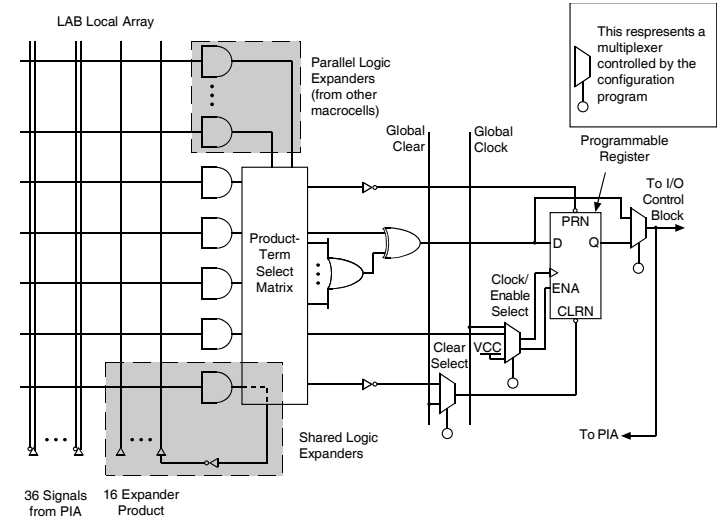 LAB Local Array
Parallel Logic
Expanders
(from other
macrocells)
This respresents a
multiplexer
controlled by the
configuration
program
Global
Clear
Global
Clock
Programmable
Register
To I/O
Control
Block
Product-
Term
Select
Matrix
PRN
D
Q
ENA
CLRN
Clock/
Enable
Select
VCC
Clear
Select
Shared Logic
Expanders
To PIA
36 Signals
from PIA
16 Expander
Product